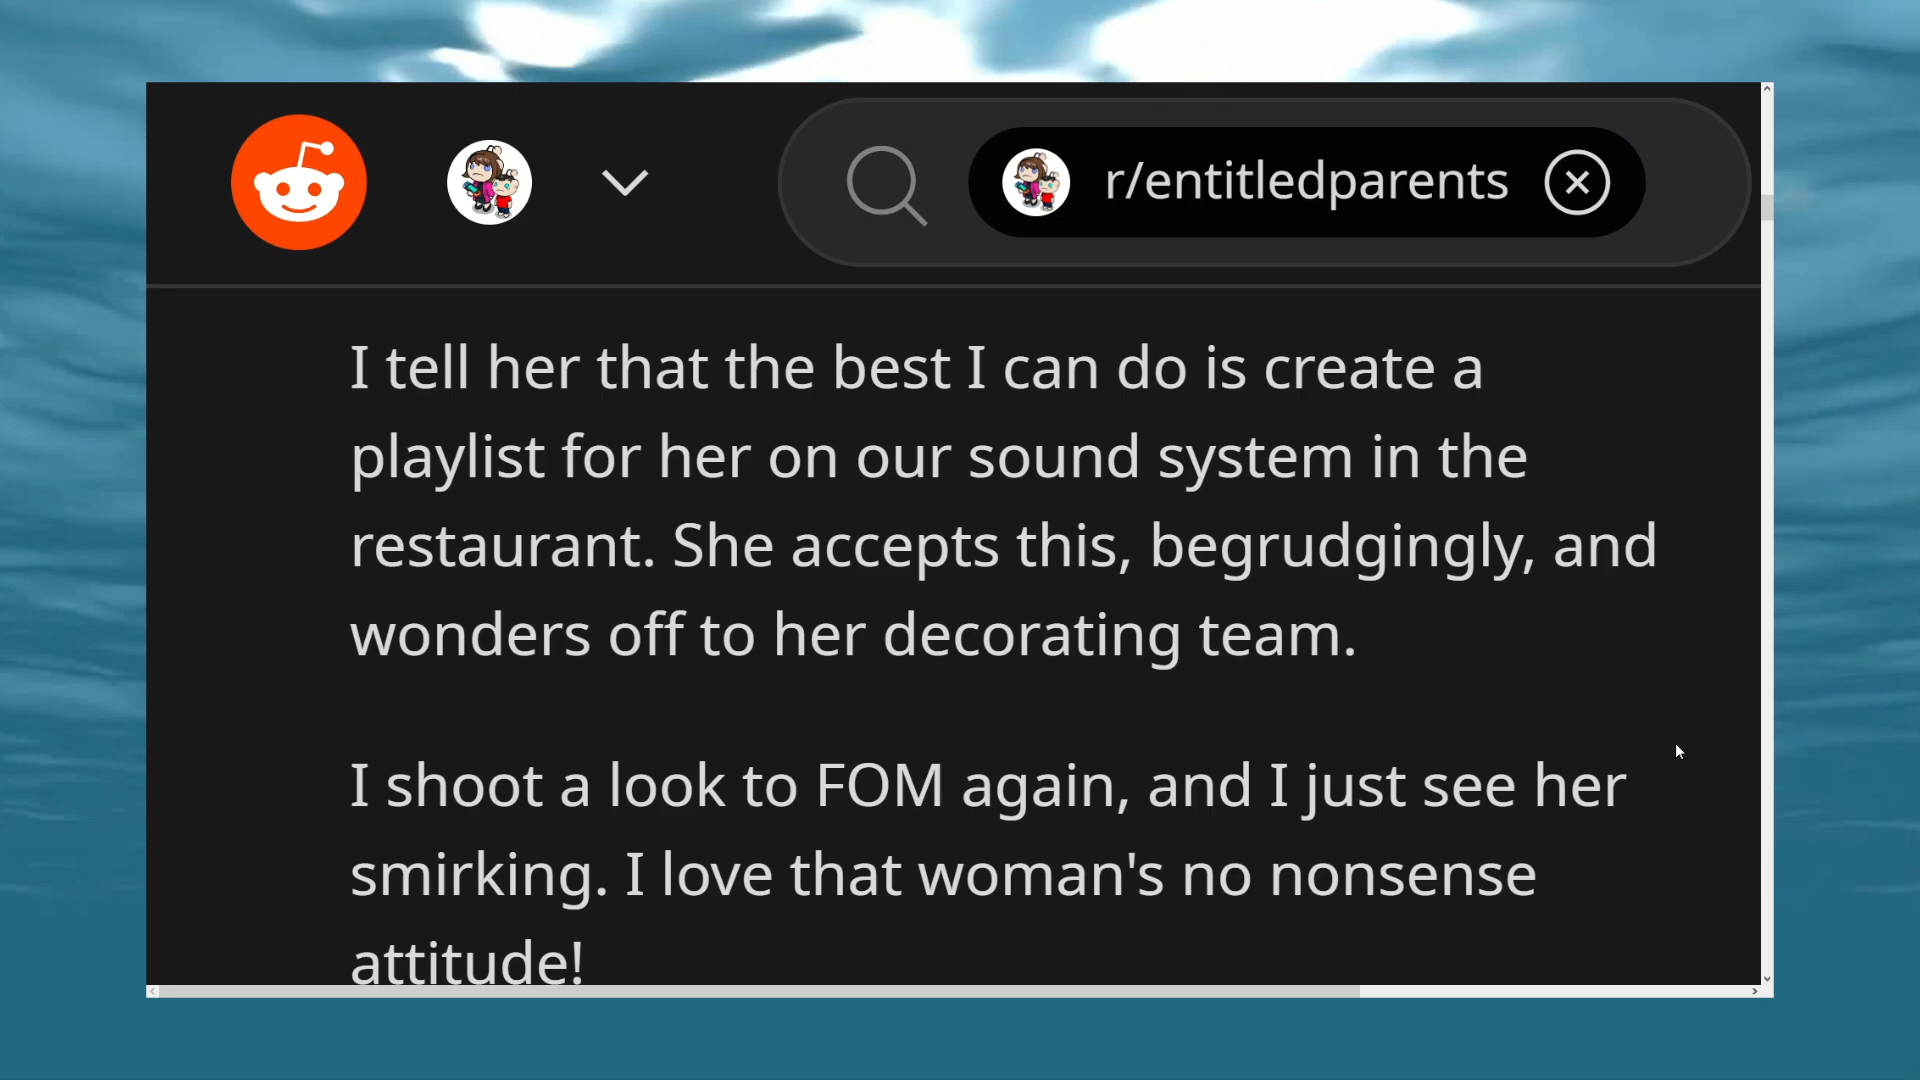 r/entitledparents
I tell her that the best I can do is create a
playlist for her on our sound system in the
restaurant. She accepts this, begrudgingly, and
wonders off to her decorating team.
I shoot a look to FOM again, and I just see her
smirking. I love that woman's no nonsense
attitude!